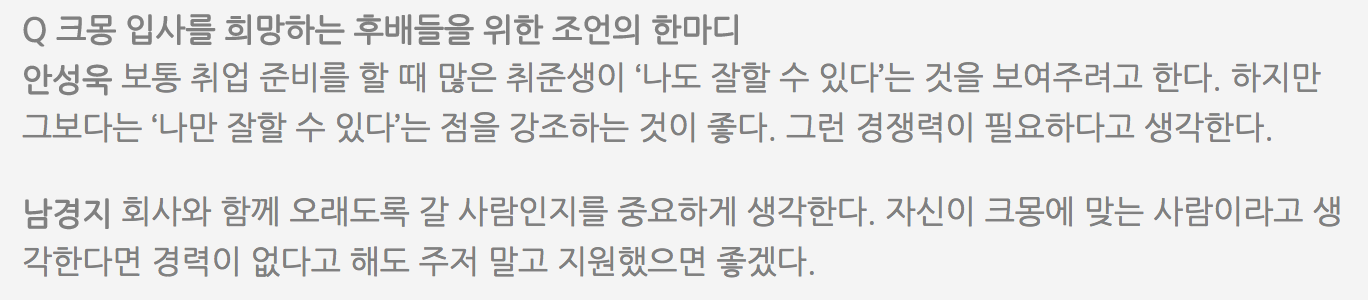 Q 크몽 입사를 희망하는 후배들을 위한 조언의 한마디
안성욱 보통 취업 준비를 할 때 많은 취준생이 ‘나도 잘할 수 있다’는 것을 보여주려고 한다. 하지만
그보다는 ‘나만 잘할 수 있다’는 점을 강조하는 것이 좋다. 그런 경쟁력이 필요하다고 생각한다.
남경지 회사와 함께 오래도록 갈 사람인지를 중요하게 생각한다. 자신이 크몽에 맞는 사람이라고 생
각한다면 경력이 없다고 해도 주저 말고 지원했으면 좋겠다.